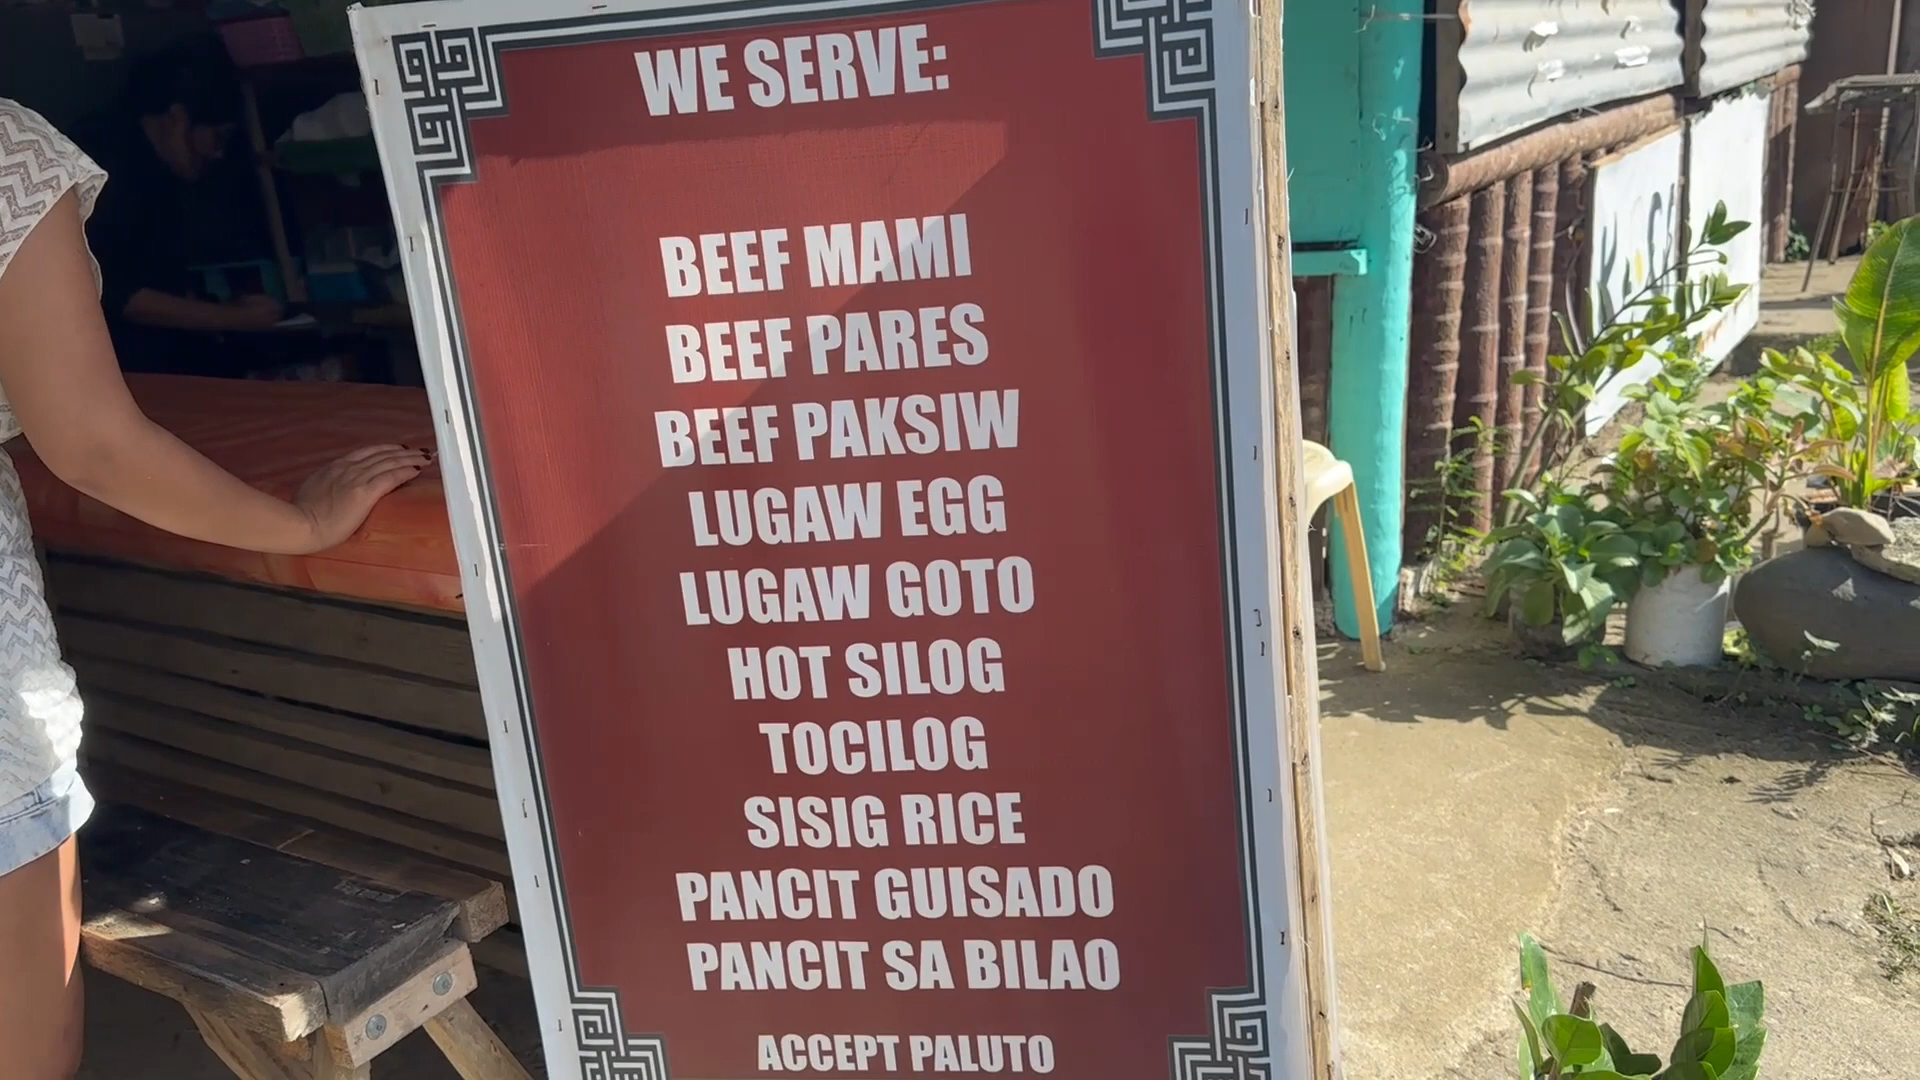 WE SERVE:
BEEF MAMI
BEEF PARES
BEEF PAKSIW
LUGAW EGG
LUGAW GOTO
HOT SILOG
TOCILOG
SISIG RICE
PANCIT GUISADO
PANCIT SA BILAO
ACCEPT PALUTO